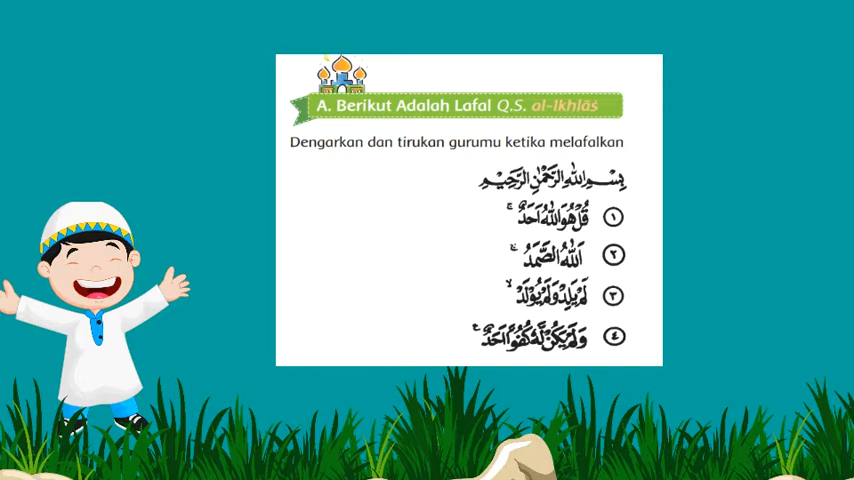 A. Berikut Adalah Lafal Q.S. al-Ikhlāṡ
Dengarkan dan tirukan gurumu ketika melafalkan
بِسْمِ اللّٰهِ الرَّحْمٰنِ الرَّحِيْمِ
١ قُلْ هُوَ اللّٰهُ اَحَدٌ ۚ
٢ اَللّٰهُ الصَّمَدُ ۚ
٣ لَمْ يَلِدْ وَلَمْ يُوْلَدْ ۙ
٤ وَلَمْ يَكُنْ لَّهٗ كُفُوًا اَحَدٌ ࣖ